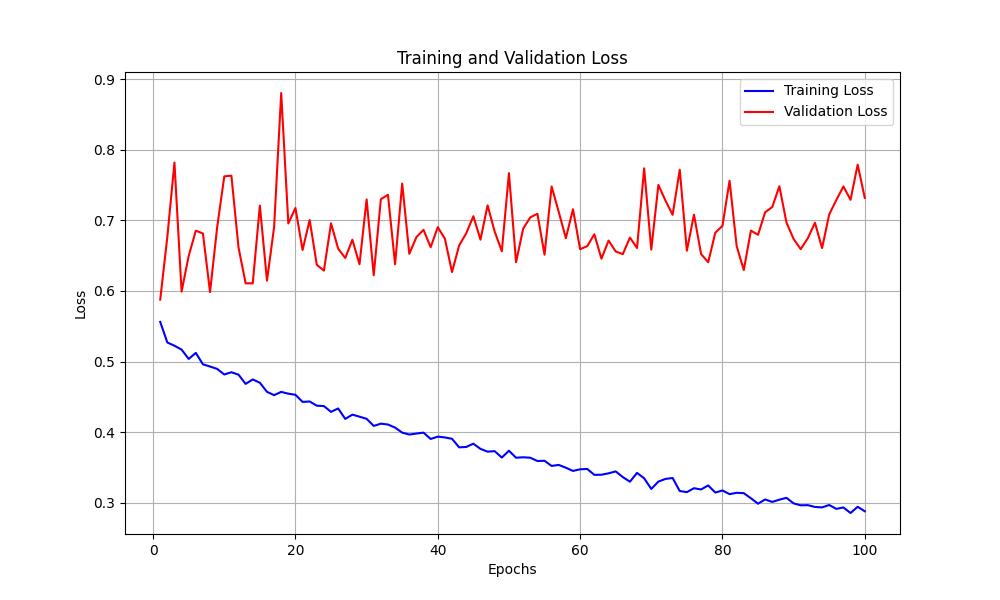 Training and Validation Loss
Training Loss
Validation Loss
0.9
0.8
0.7
0.6
0.5
0.4
0.3
Loss
0
20
40
60
80
100
Epochs